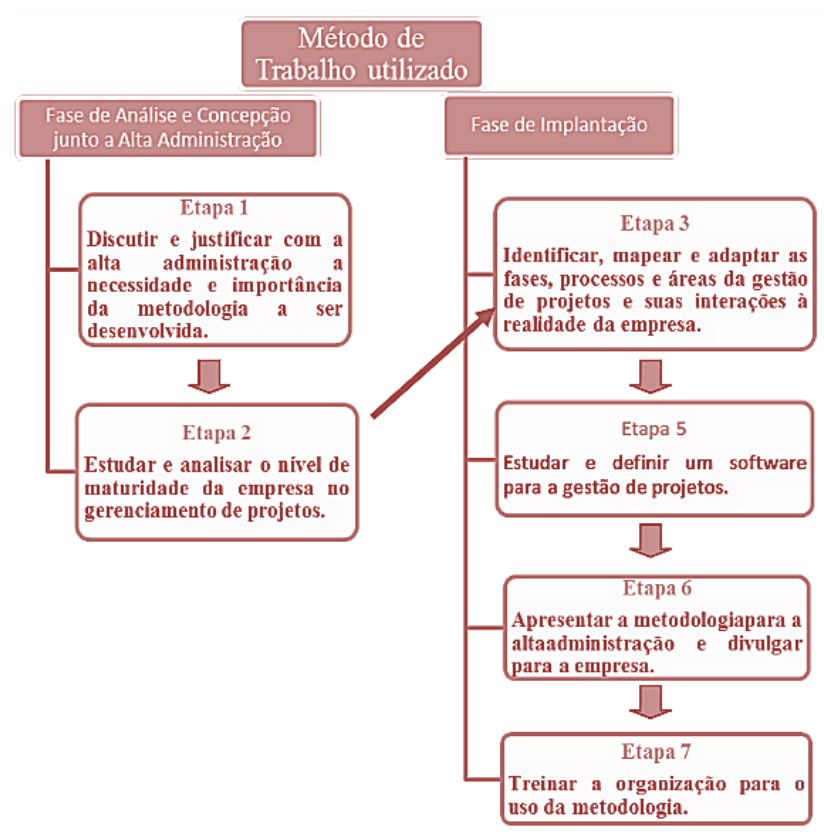 Método de
Trabalho utilizado
Fase de Análise e Concepção
junto a Alta Administração
Etapa 1
Discutir e justificar com a
alta administração a
necessidade e importância
da metodologia a ser
desenvolvida.
Etapa 2
Estudar e analisar o nível de
maturidade da empresa no
gerenciamento de projetos.
Fase de Implantação
Etapa 3
Identificar, mapear e adaptar as
fases, processos e áreas da gestão
de projetos e suas interações à
realidade da empresa.
Etapa 5
Estudar e definir um software
para a gestão de projetos.
Etapa 6
Apresentar a metodologiapara a
altaadministração e divulgar
para a empresa.
Etapa 7
Treinar a organização para o
uso da metodologia.